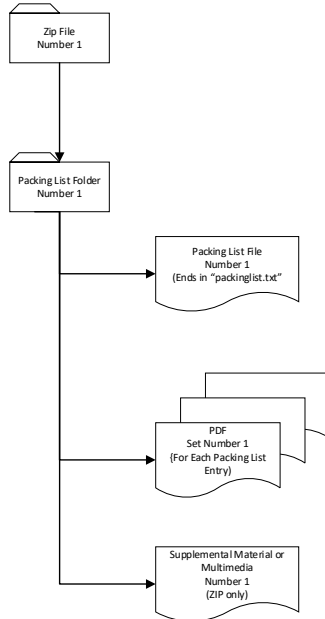 Zip File
Number 1
Packing List Folder
Number 1
Packing List File
Number 1
(Ends in “packinglist.txt”
PDF
Set Number 1
(For Each Packing List
Entry)
Supplemental Material or
Multimedia
Number 1
(ZIP only)